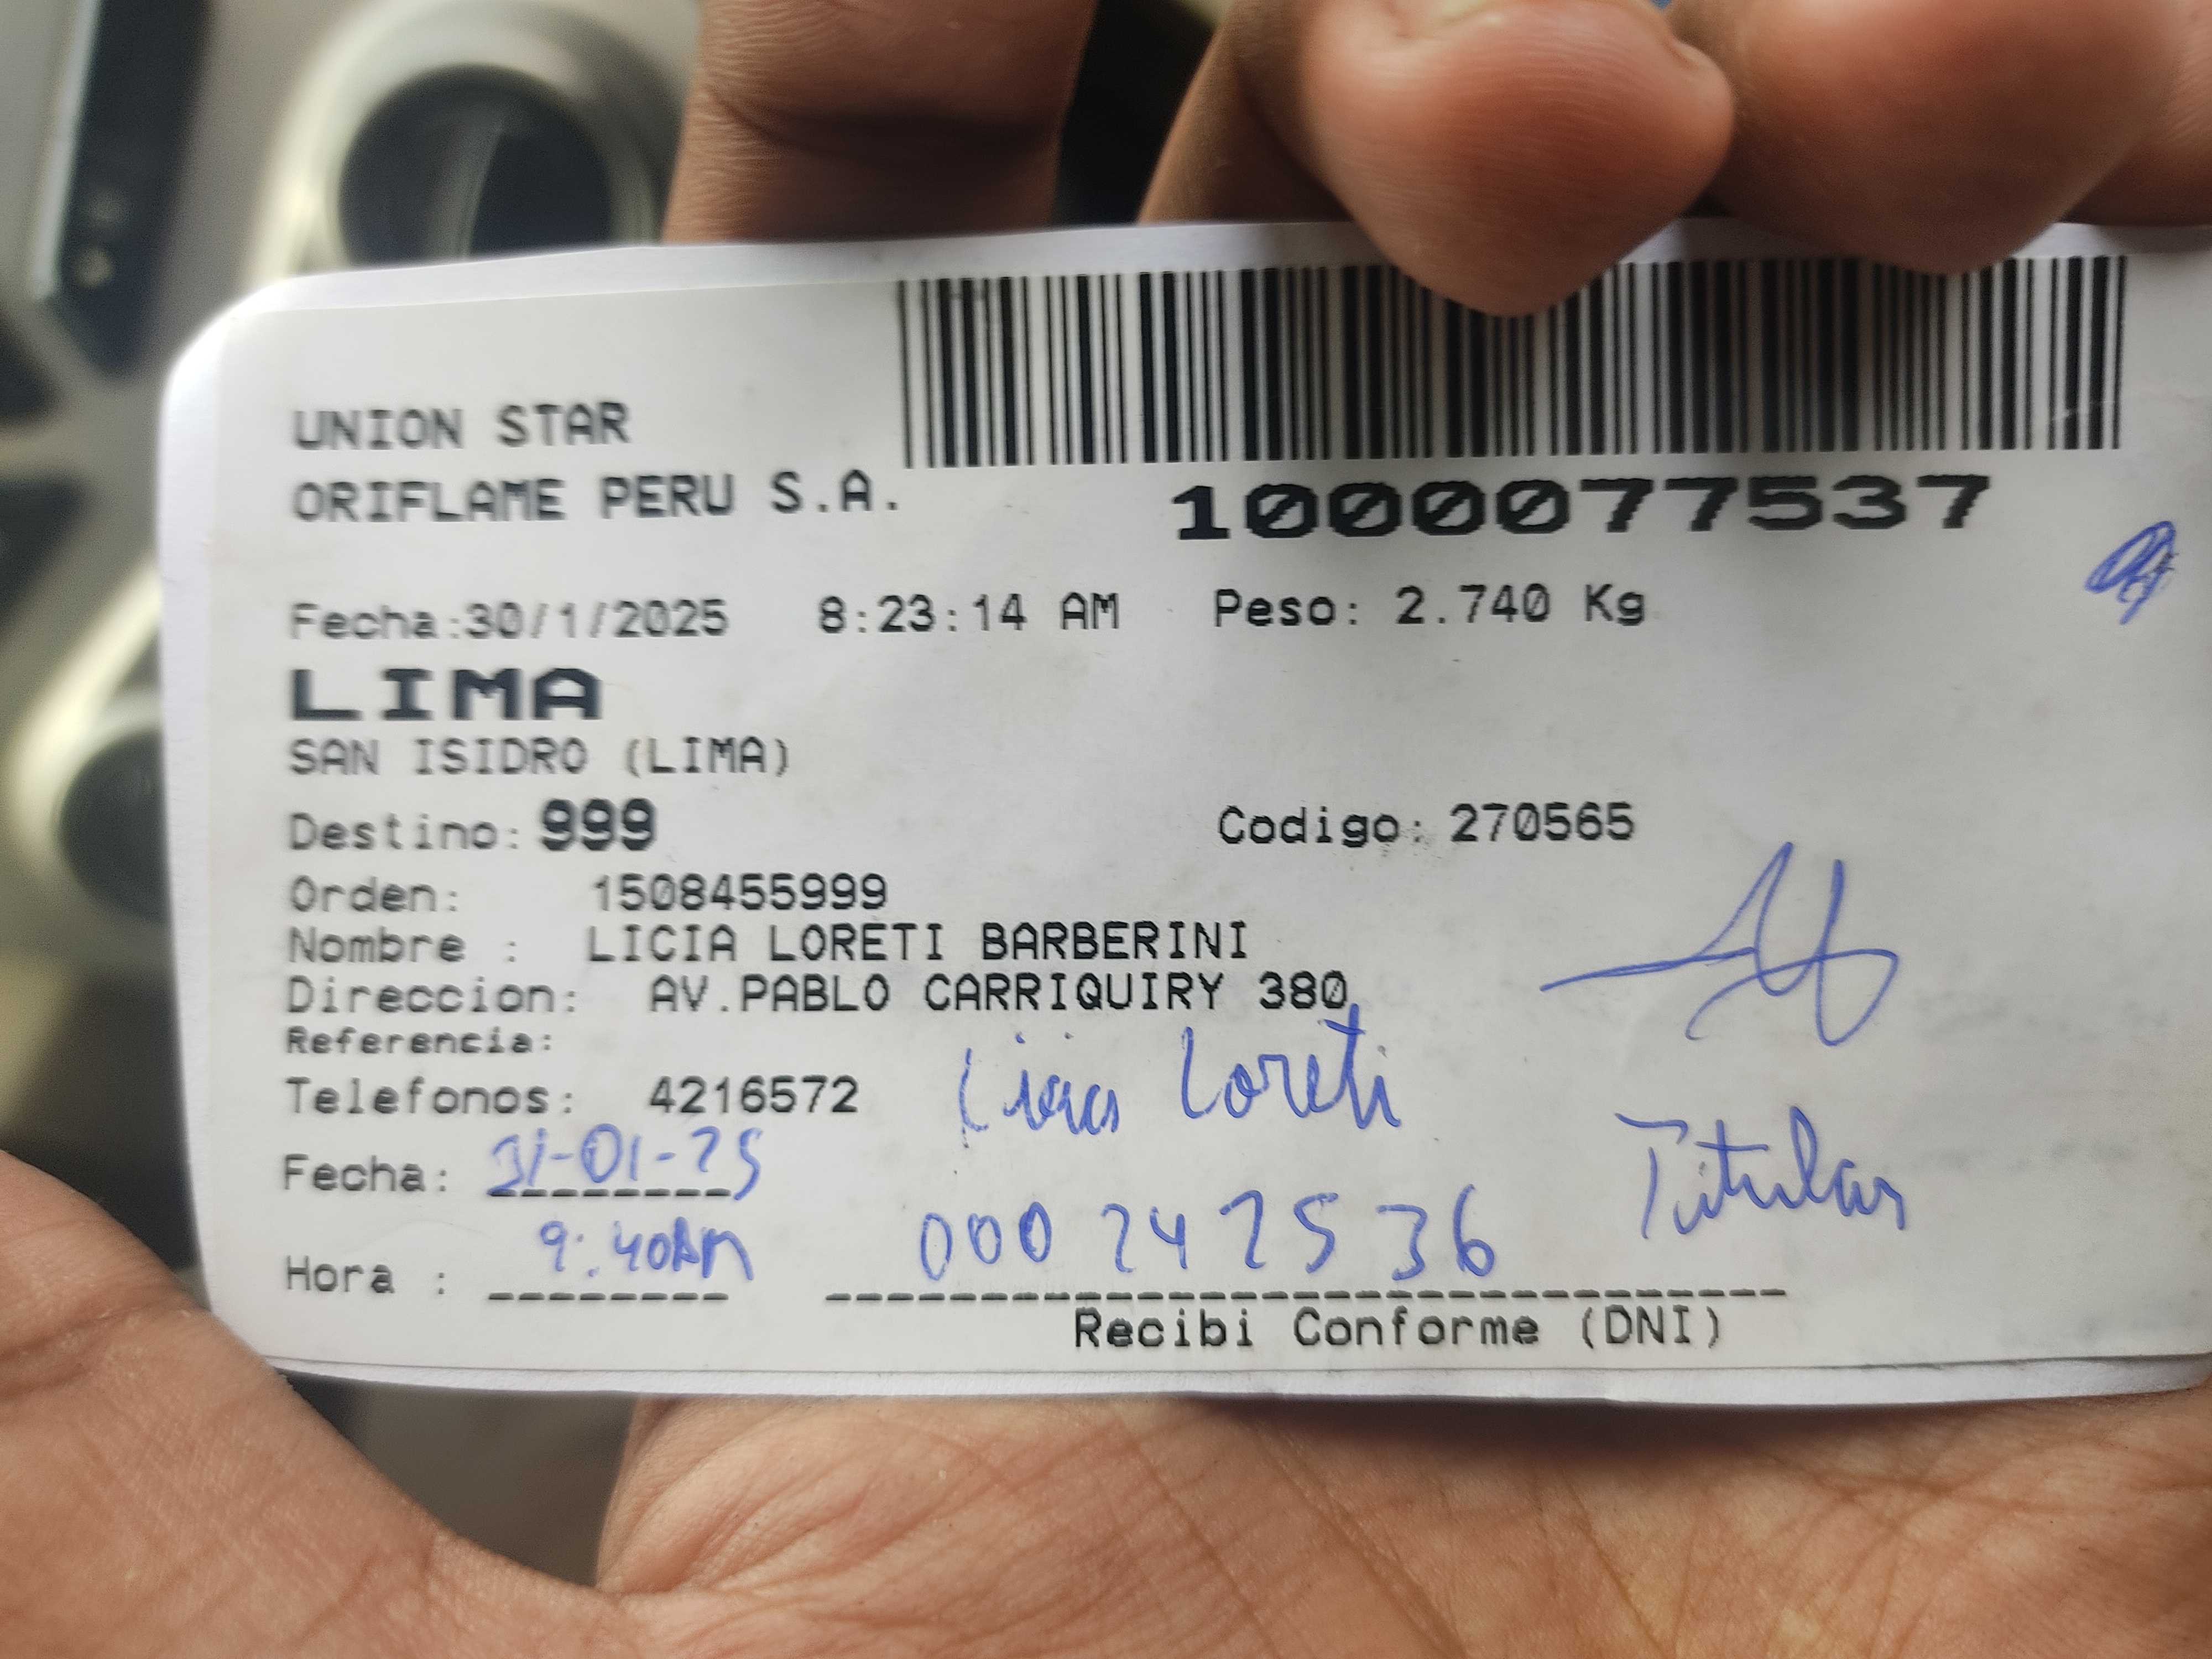 UNION STAR
ORIFLAME PERU S.A.
1000077537
Fecha:30/1/2025 8:23:14 AM Peso: 2.740 Kg
LIMA
SAN ISIDRO (LIMA)
Destino: 999 Codigo: 270565
Orden: 1508455999
Nombre : LICIA LORETI BARBERINI
Direccion: AV.PABLO CARRIQUIRY 380
Referencia:
Telefonos: 4216572 Licia Loreti
Fecha: 31-01-25 Titular
Hora : 9:40AM 000242536
Recibi Conforme (DNI)